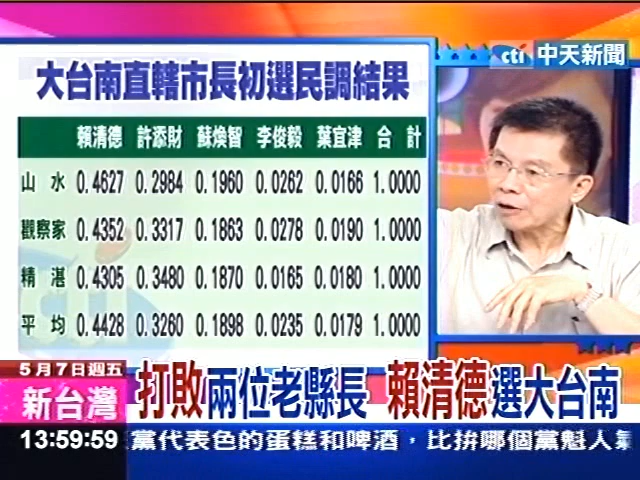 cti 中天新聞
大台南直轄市長初選民調結果
賴清德 許添財 蘇煥智 李俊毅 葉宜津 合 計
山 水 0.4627 0.2984 0.1960 0.0262 0.0166 1.0000
觀察家 0.4352 0.3317 0.1863 0.0278 0.0190 1.0000
精 湛 0.4305 0.3480 0.1870 0.0165 0.0180 1.0000
平 均 0.4428 0.3260 0.1898 0.0235 0.0179 1.0000
5月7日週五
新台灣 打敗兩位老縣長 賴清德選大台南
13:59:59 黨代表色的蛋糕和啤酒，比拚哪個黨魁人氣